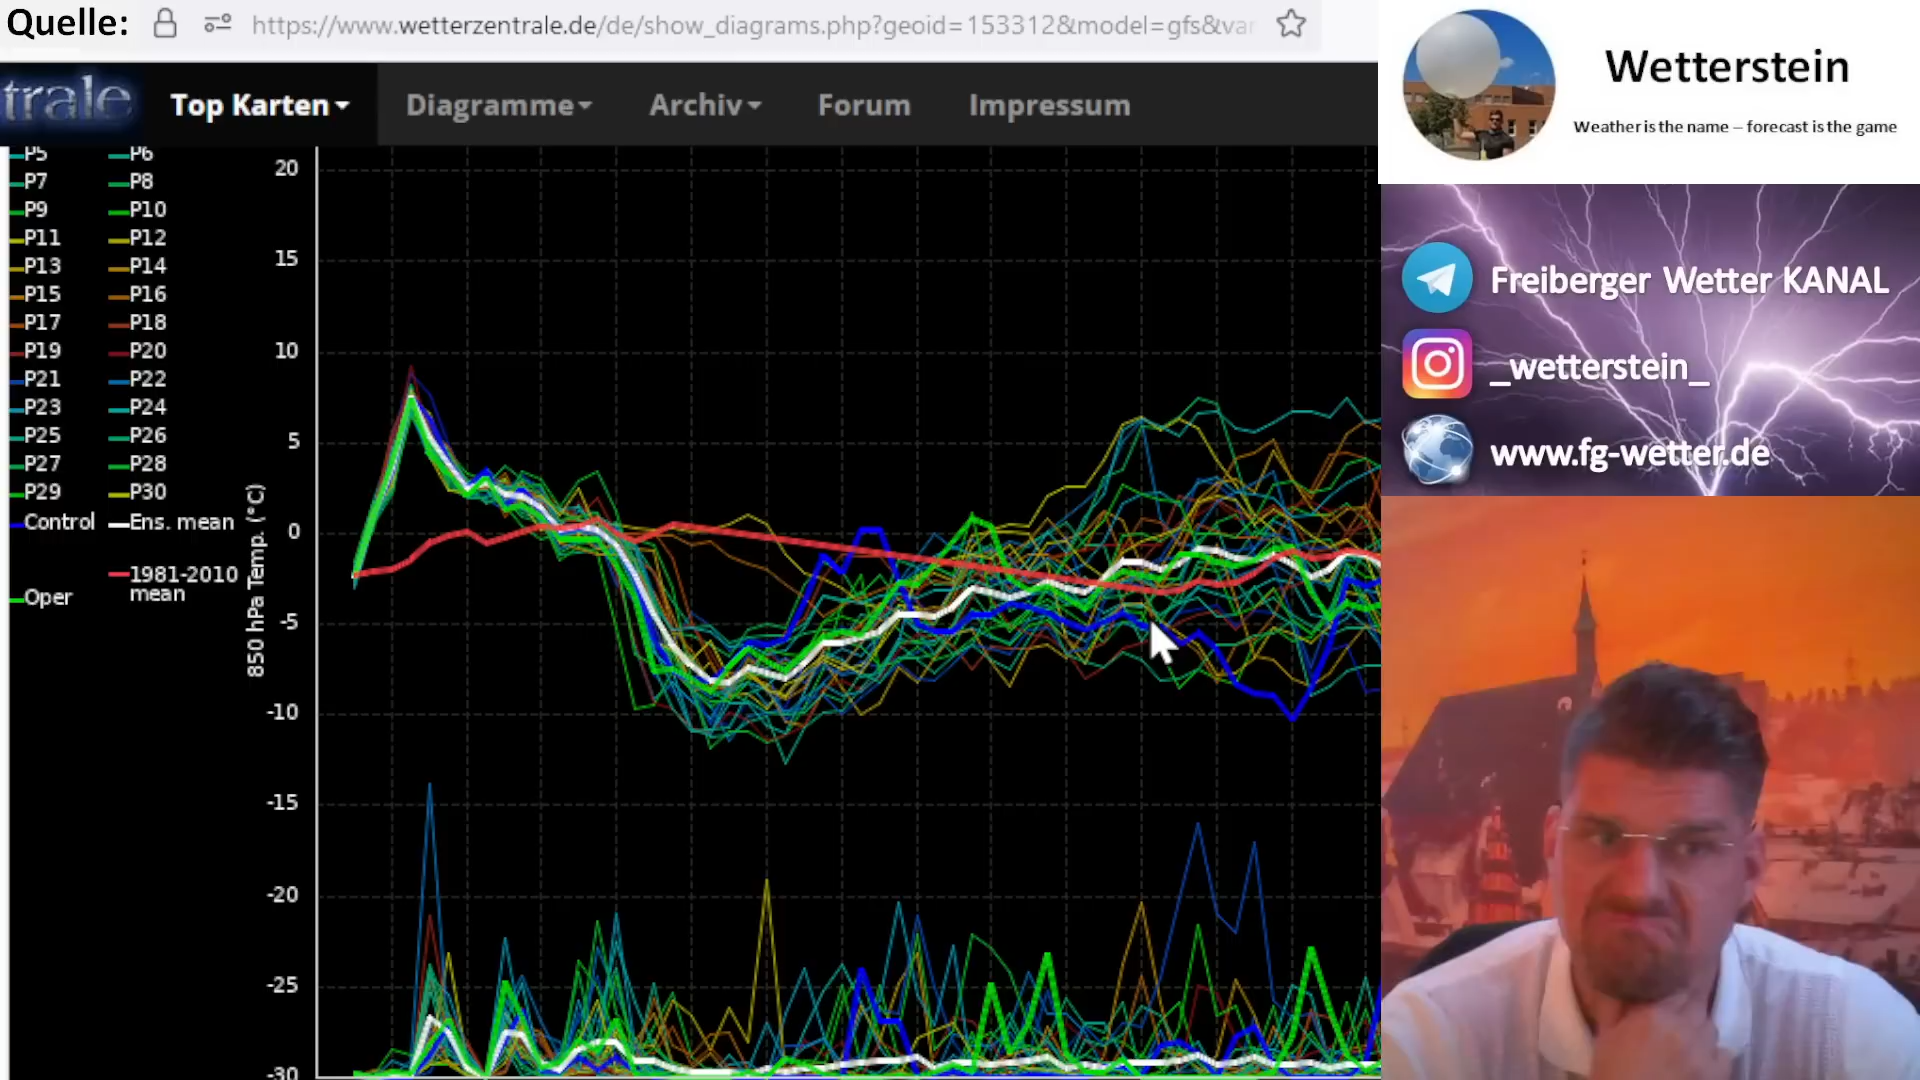 Quelle:
https://www.wetterzentrale.de/de/show_diagrams.php?geoid=153312&model=gfs&var
trale
Top Karten
Diagramme
Archiv
Forum
Impressum
P5 P6
P7 P8
P9 P10
P11 P12
P13 P14
P15 P16
P17 P18
P19 P20
P21 P22
P23 P24
P25 P26
P27 P28
P29 P30
Control Ens. mean
1981-2010
mean
Oper
850 hPa Temp. (°C)
20
15
10
5
0
-5
-10
-15
-20
-25
-30
Wetterstein
Weather is the name – forecast is the game
Freiberger Wetter KANAL
_wetterstein_
www.fg-wetter.de